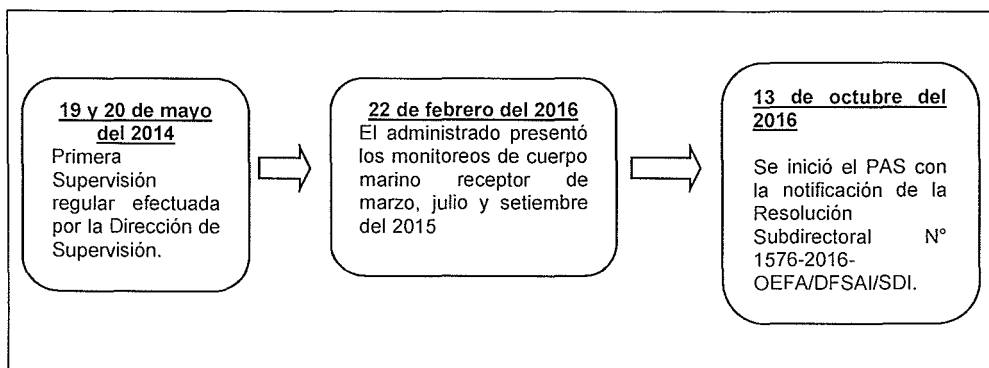 19 y 20 de mayo
del 2014
Primera
Supervisión
regular efectuada
por la Dirección de
Supervisión.
22 de febrero del 2016
El administrado presentó
los monitoreos de cuerpo
marino receptor de
marzo, julio y setiembre
del 2015
13 de octubre del
2016
Se inició el PAS con
la notificación de la
Resolución
Subdirectoral N°
1576-2016-
OEFA/DFSAI/SDI.